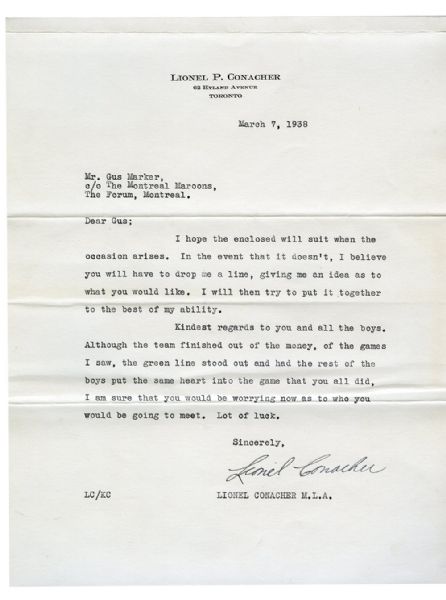 LIONEL P. CONACHER
62 HYLAND AVENUE
TORONTO
March 7, 1938
Mr. Gus Marker,
c/o The Montreal Maroons,
The Forum, Montreal.
Dear Gus;
I hope the enclosed will suit when the
occasion arises. In the event that it doesn't, I believe
you will have to drop me a line, giving me an idea as to
what you would like. I will then try to put it together
to the best of my ability.
Kindest regards to you and all the boys.
Although the team finished out of the money, of the games
I saw, the green line stood out and had the rest of the
boys put the same heart into the game that you all did,
I am sure that you would be worrying now as to who you
would be going to meet. Lot of luck.
Sincerely,
Lionel Conacher
LC/KC LIONEL CONACHER M.L.A.